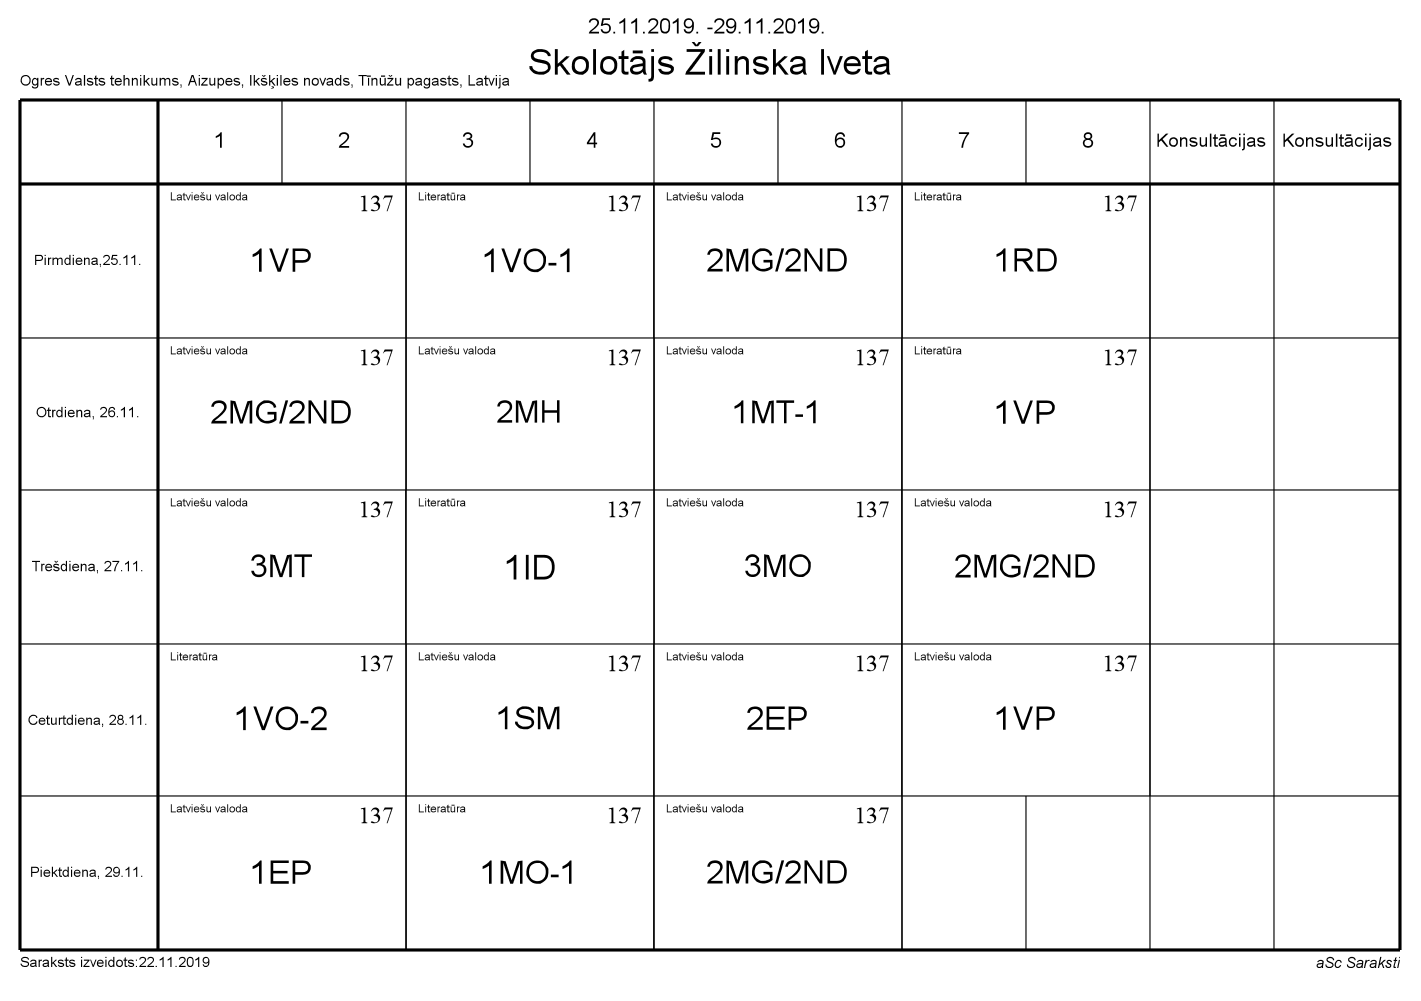 25.11.2019. -29.11.2019.
Skolotājs Žilinska Iveta
Ogres Valsts tehnikums, Aizupes, Ikšķiles novads, Tīnūžu pagasts, Latvija
1 2 3 4 5 6 7 8 Konsultācijas Konsultācijas
Latviešu valoda 137 Literatūra 137 Latviešu valoda 137 Literatūra 137
Pirmdiena,25.11. 1VP 1VO-1 2MG/2ND 1RD
Latviešu valoda 137 Latviešu valoda 137 Latviešu valoda 137 Literatūra 137
Otrdiena, 26.11. 2MG/2ND 2MH 1MT-1 1VP
Latviešu valoda 137 Literatūra 137 Latviešu valoda 137 Latviešu valoda 137
Trešdiena, 27.11. 3MT 1ID 3MO 2MG/2ND
Literatūra 137 Latviešu valoda 137 Latviešu valoda 137 Latviešu valoda 137
Ceturtdiena, 28.11. 1VO-2 1SM 2EP 1VP
Latviešu valoda 137 Literatūra 137 Latviešu valoda 137
Piektdiena, 29.11. 1EP 1MO-1 2MG/2ND
Saraksts izveidots:22.11.2019 aSc Saraksti